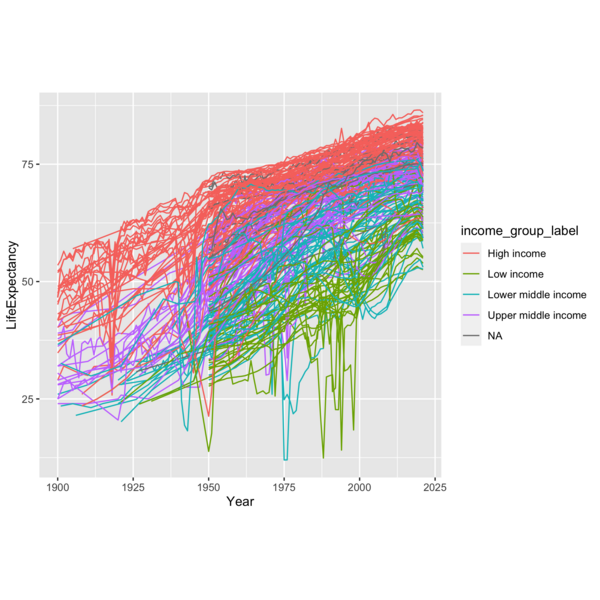 LifeExpectancy
75
50
25
1900
1925
1950
1975
2000
2025
Year
income_group_label
High income
Low income
Lower middle income
Upper middle income
NA